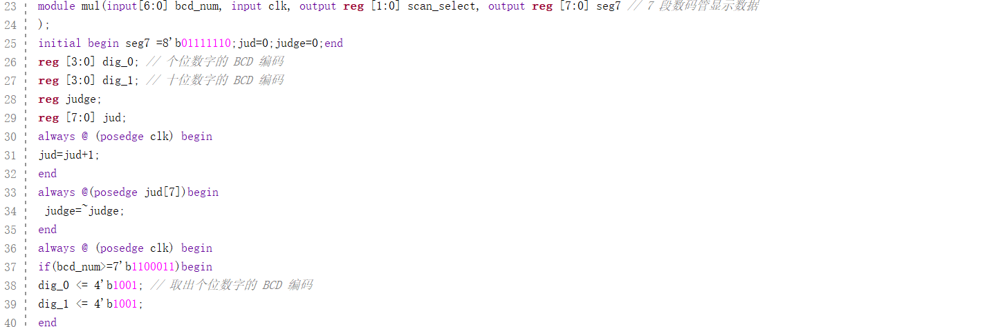 23 module mul(input[6:0] bcd_num, input clk, output reg [1:0] scan_select, output reg [7:0] seg7 // 7 段数码管显示数据
24 );
25 initial begin seg7 =8'b01111110;jud=0;judge=0;end
26 reg [3:0] dig_0; // 个位数字的 BCD 编码
27 reg [3:0] dig_1; // 十位数字的 BCD 编码
28 reg judge;
29 reg [7:0] jud;
30 always @ (posedge clk) begin
31 jud=jud+1;
32 end
33 always @(posedge jud[7])begin
34 judge=~judge;
35 end
36 always @ (posedge clk) begin
37 if(bcd_num>=7'b1100011)begin
38 dig_0 <= 4'b1001; // 取出个位数字的 BCD 编码
39 dig_1 <= 4'b1001;
40 end